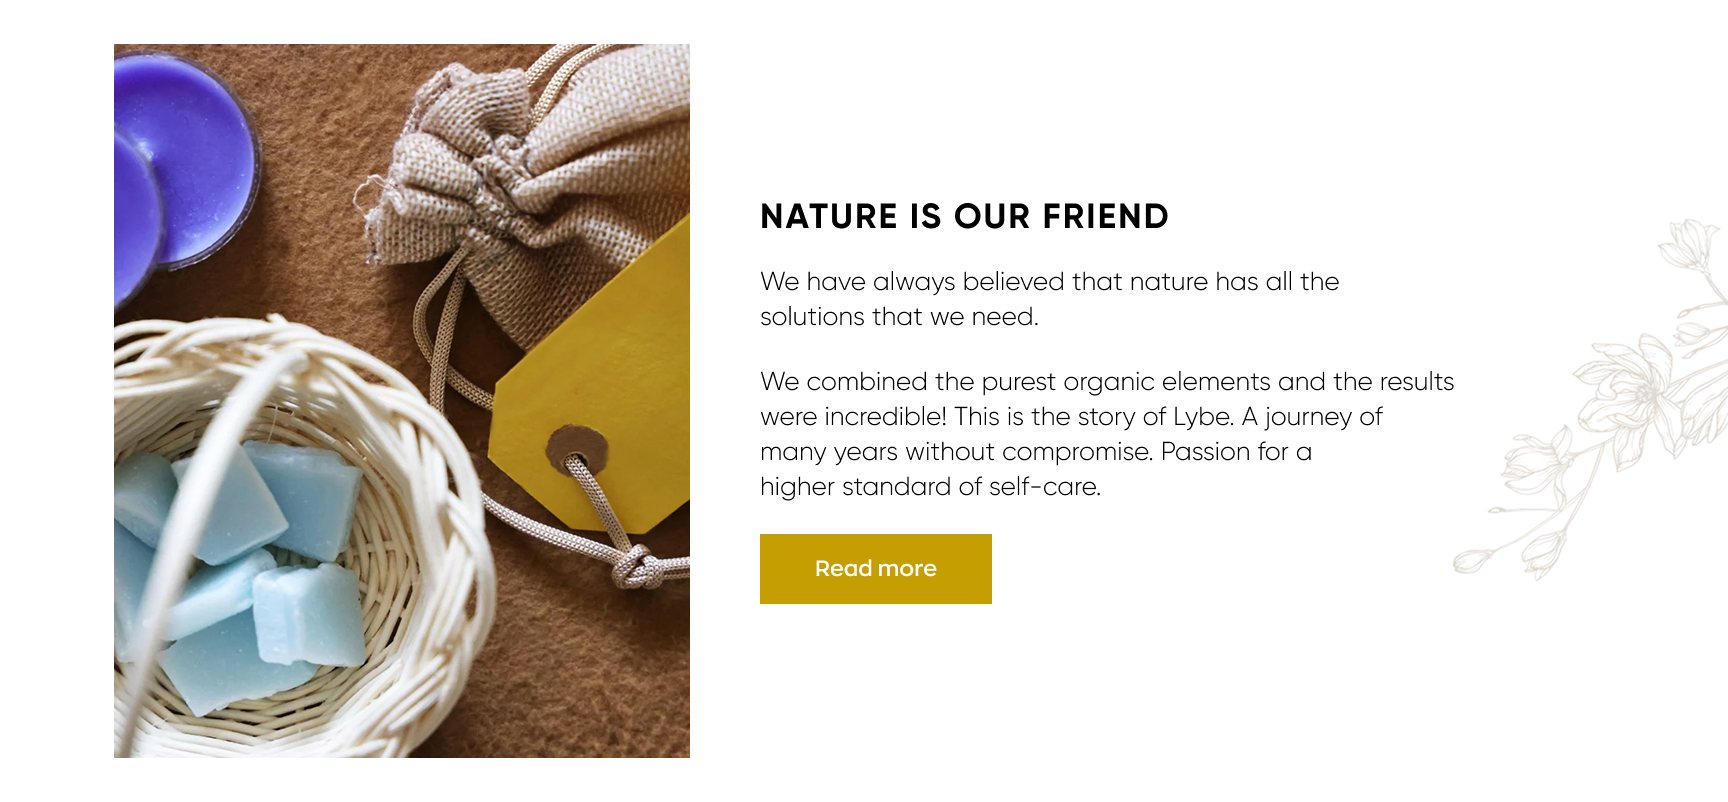 NATURE IS OUR FRIEND
We have always believed that nature has all the
solutions that we need.
We combined the purest organic elements and the results
were incredible! This is the story of Lybe. A journey of
many years without compromise. Passion for a
higher standard of self-care.
Read more